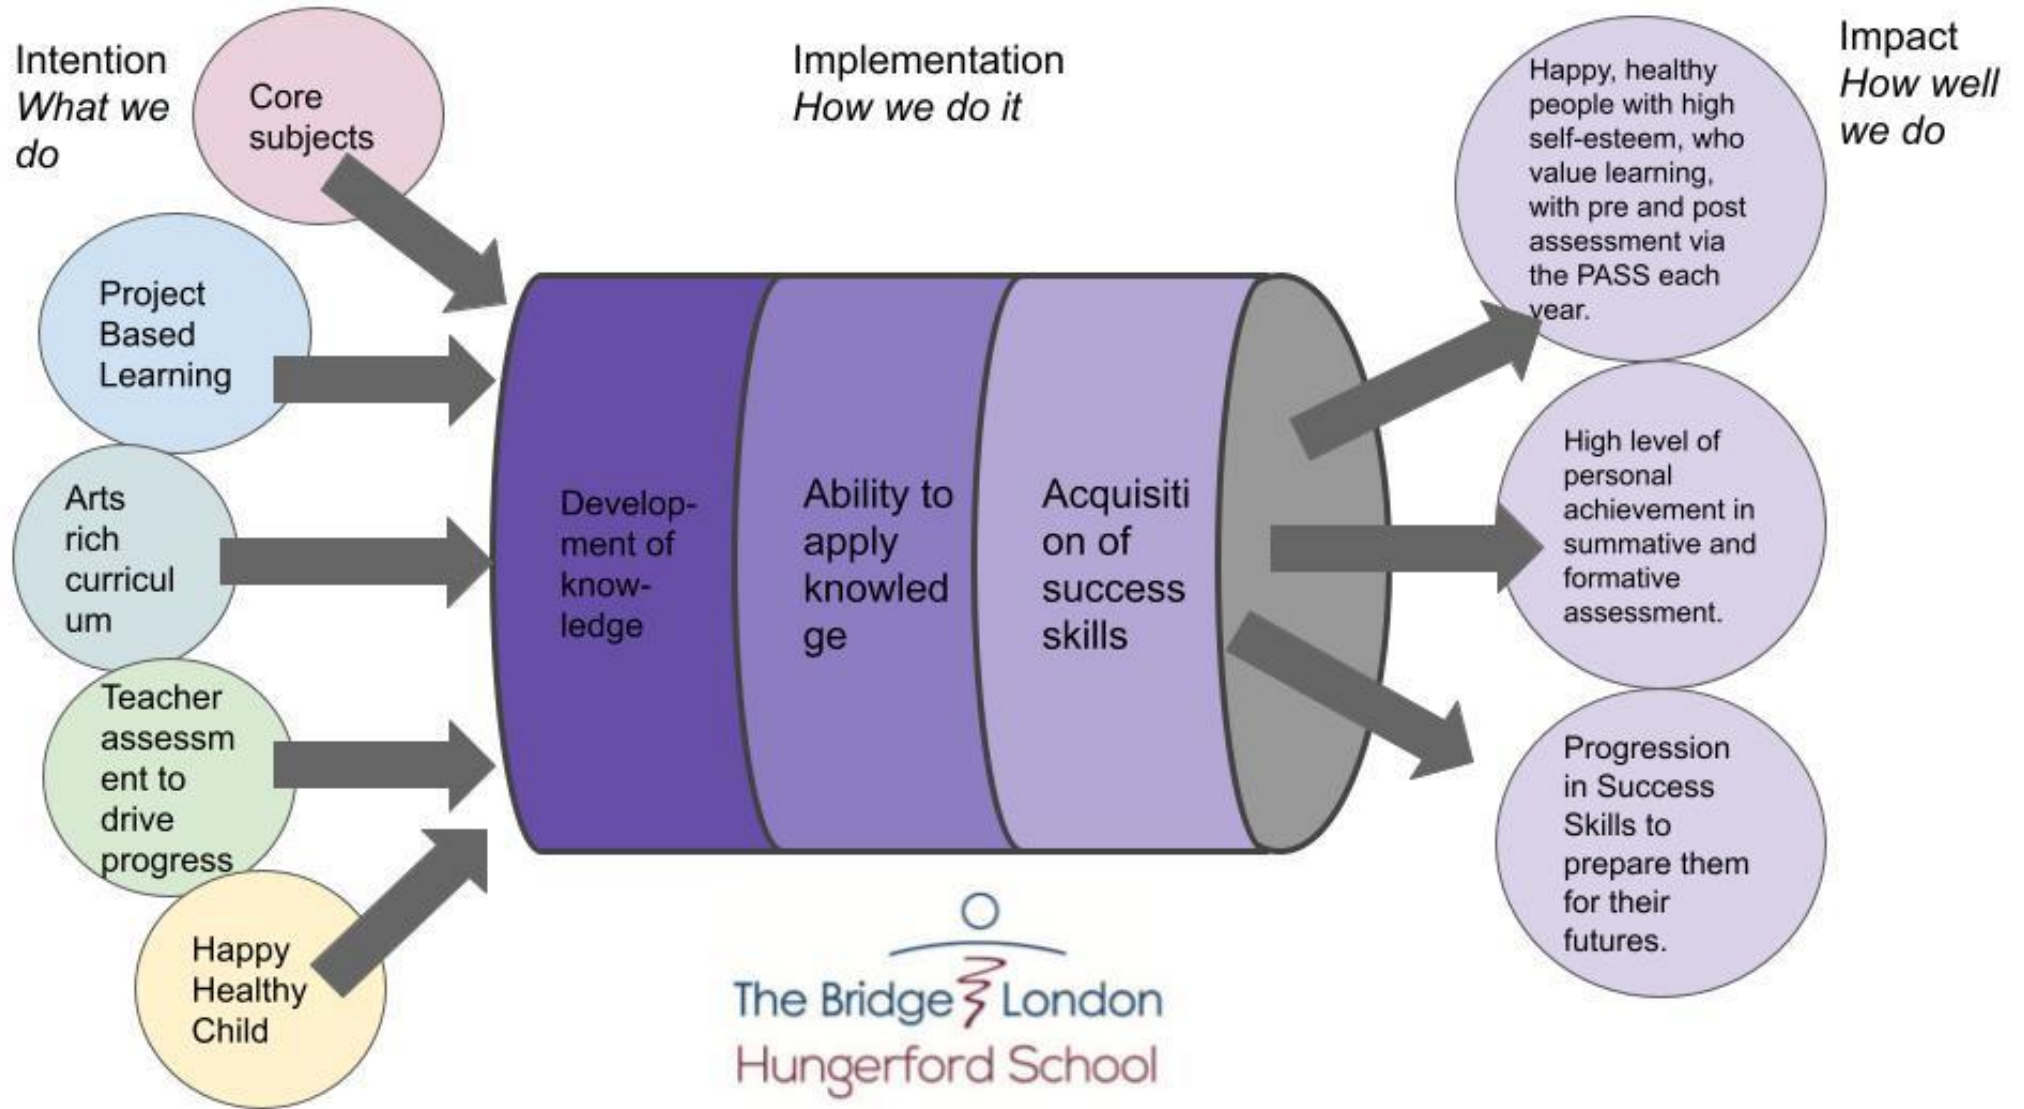 Intention
What we
do
Core
subjects
Project
Based
Learning
Arts
rich
curricul
um
Teacher
assessm
ent to
drive
progress
Happy
Healthy
Child
Implementation
How we do it
Develop-
ment of
know-
ledge
Ability to
apply
knowled
ge
Acquisiti
on of
success
skills
The Bridge London
Hungerford School
Impact
How well
we do
Happy, healthy
people with high
self-esteem, who
value learning,
with pre and post
assessment via
the PASS each
year.
High level of
personal
achievement in
summative and
formative
assessment.
Progression
in Success
Skills to
prepare them
for their
futures.